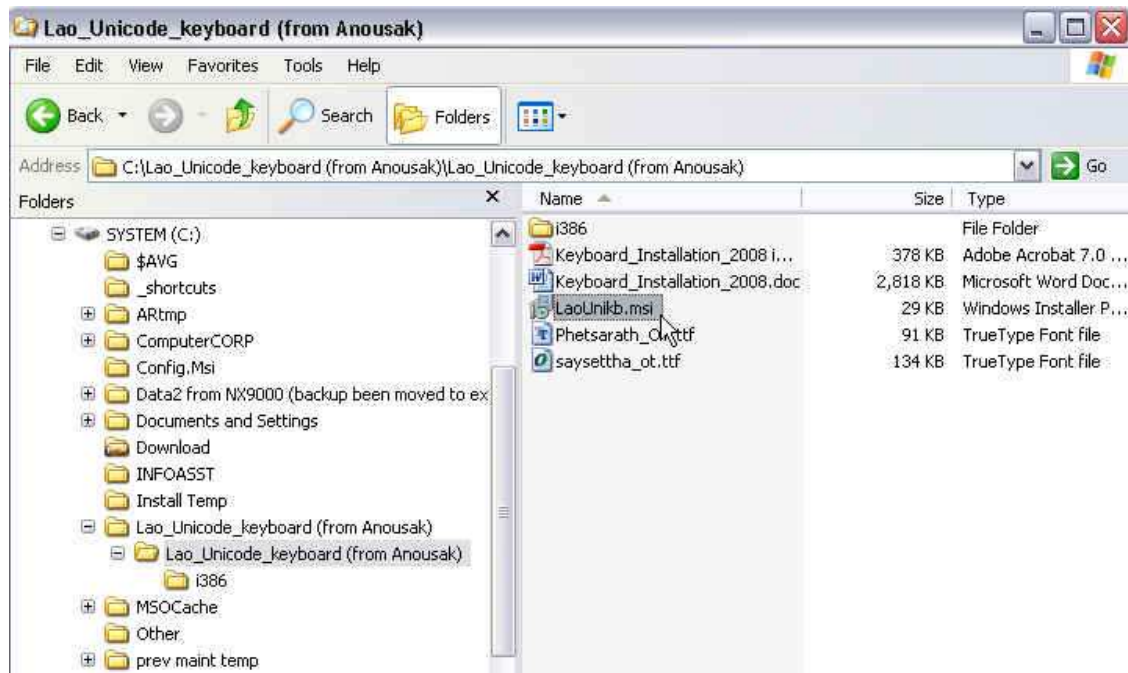 Lao_Unicode_keyboard (from Anousak)
File Edit View Favorites Tools Help
Back Search Folders
Address C:\Lao_Unicode_keyboard (from Anousak)\Lao_Unicode_keyboard (from Anousak) Go
Folders
SYSTEM (C:)
$AVG
_shortcuts
ARtmp
ComputerCORP
Config.Msi
Data2 from NX9000 (backup been moved to ex
Documents and Settings
Download
INFOASST
Install Temp
Lao_Unicode_keyboard (from Anousak)
Lao_Unicode_keyboard (from Anousak)
i386
MSOCache
Other
prev maint temp
Name Size Type
i386 File Folder
Keyboard_Installation_2008 i... 378 KB Adobe Acrobat 7.0 ...
Keyboard_Installation_2008.doc 2,818 KB Microsoft Word Doc...
LaoUnikb.msi 29 KB Windows Installer P...
91 KB TrueType Font file
saysettha_ot.ttf 134 KB TrueType Font file